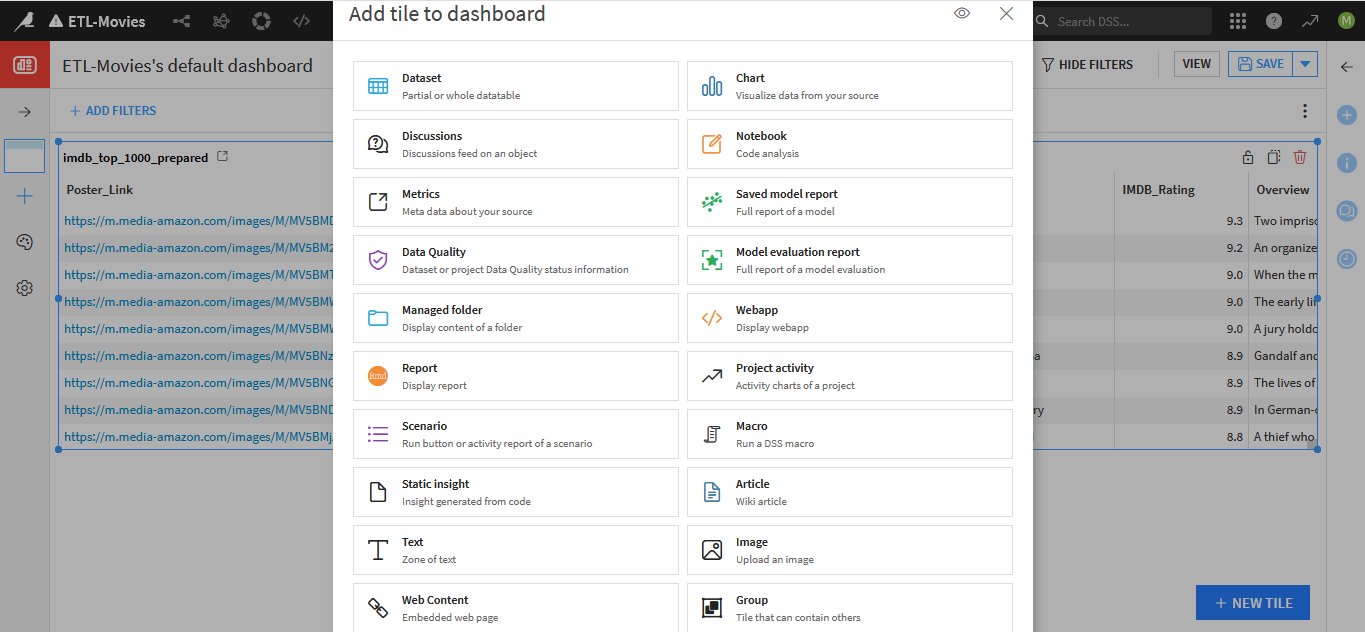 ETL-Movies
Add tile to dashboard
Search DSS...
?
M
ETL-Movies's default dashboard
HIDE FILTERS
VIEW
SAVE
+ ADD FILTERS
Dataset
Partial or whole datatable
Chart
Visualize data from your source
Discussions
Discussions feed on an object
Notebook
Code analysis
Metrics
Meta data about your source
Saved model report
Full report of a model
Data Quality
Dataset or project Data Quality status information
Model evaluation report
Full report of a model evaluation
Managed folder
Display content of a folder
Webapp
Display webapp
Report
Display report
Rmd
Project activity
Activity charts of a project
Scenario
Run button or activity report of a scenario
Macro
Run a DSS macro
Static insight
Insight generated from code
Article
Wiki article
Text
Zone of text
Image
Upload an image
Web Content
Embedded web page
Group
Tile that can contain others
imdb_top_1000_prepared
Poster_Link
https://m.media-amazon.com/images/M/MV5BMD
https://m.media-amazon.com/images/M/MV5BM2
https://m.media-amazon.com/images/M/MV5BMT
https://m.media-amazon.com/images/M/MV5BMW
https://m.media-amazon.com/images/M/MV5BMW
https://m.media-amazon.com/images/M/MV5BNz
https://m.media-amazon.com/images/M/MV5BNG
https://m.media-amazon.com/images/M/MV5BND
https://m.media-amazon.com/images/M/MV5BMj
IMDB_Rating Overview
9.3 Two impriso
9.2 An organize
9.0 When the m
9.0 The early li
9.0 A jury holdo
a 8.9 Gandalf and
8.9 The lives of
ry 8.9 In German-o
8.8 A thief who
+ NEW TILE